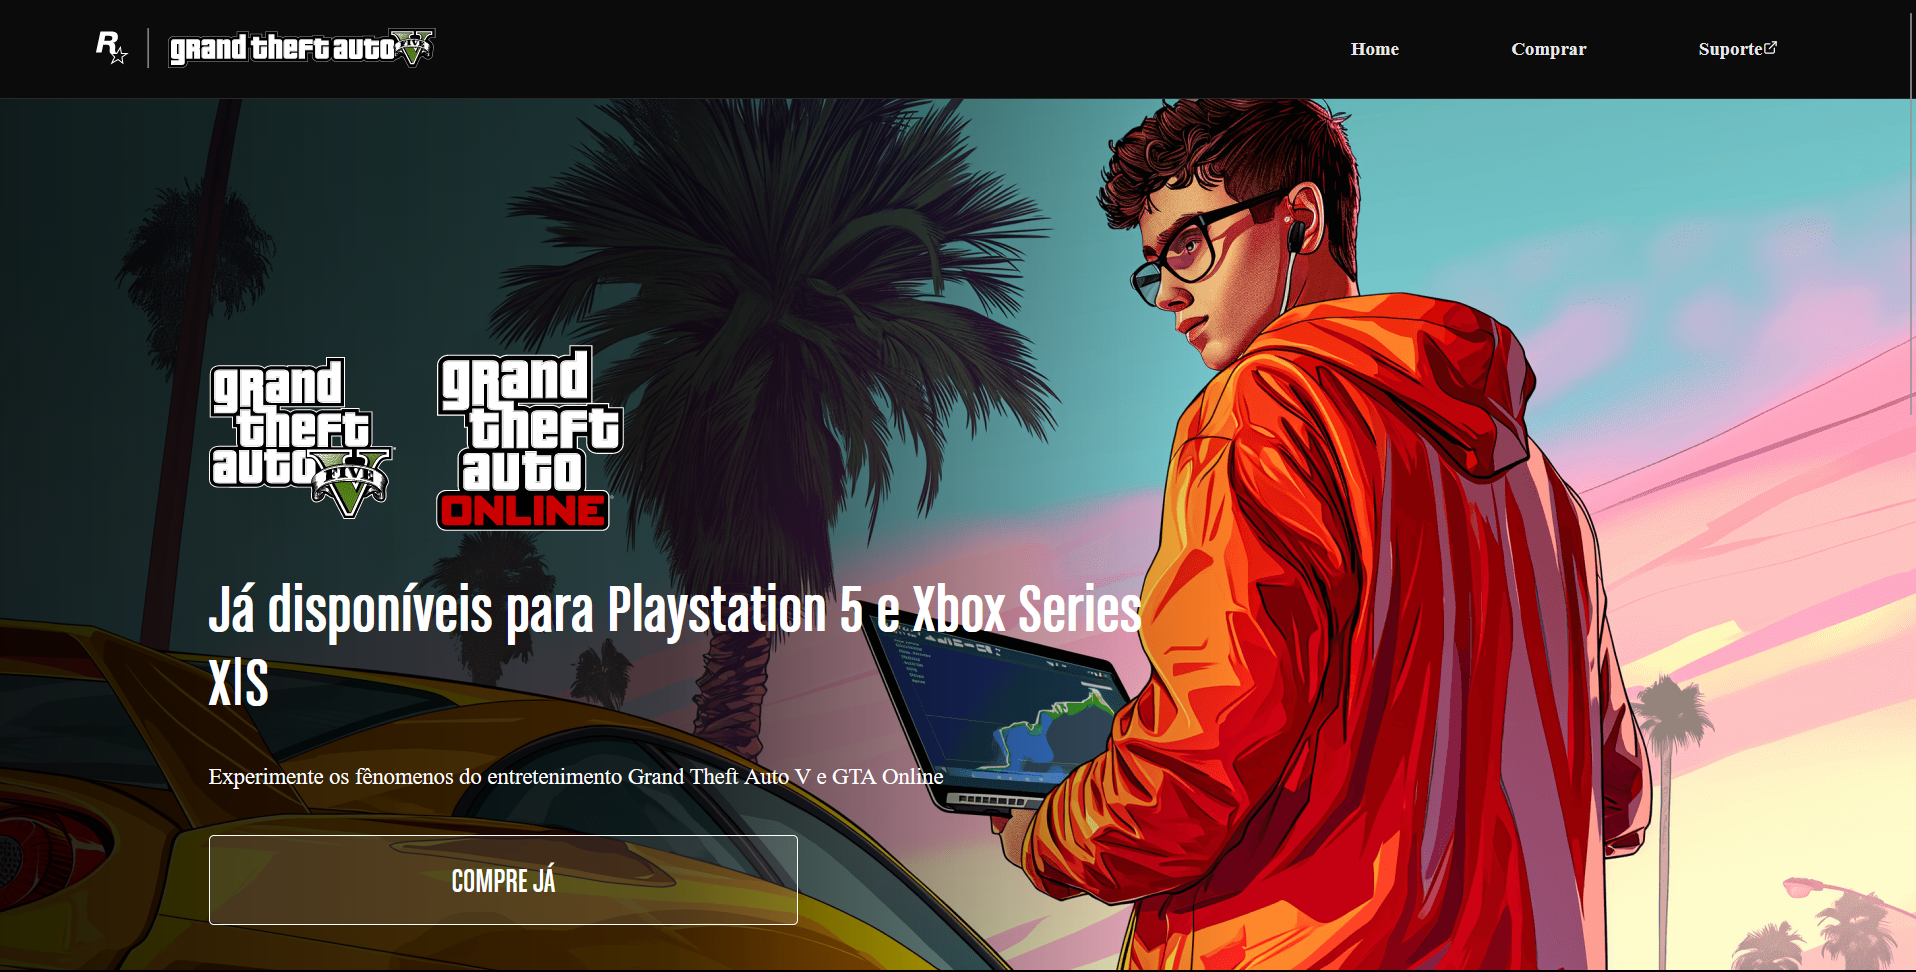 R
grand theft auto V FIVE
Home
Comprar
Suporte
grand
theft
auto V
FIVE
grand
theft
auto
ONLINE
Já disponíveis para Playstation 5 e Xbox Series
X|S
Experimente os fênomenos do entretenimento Grand Theft Auto V e GTA Online
COMPRE JÁ